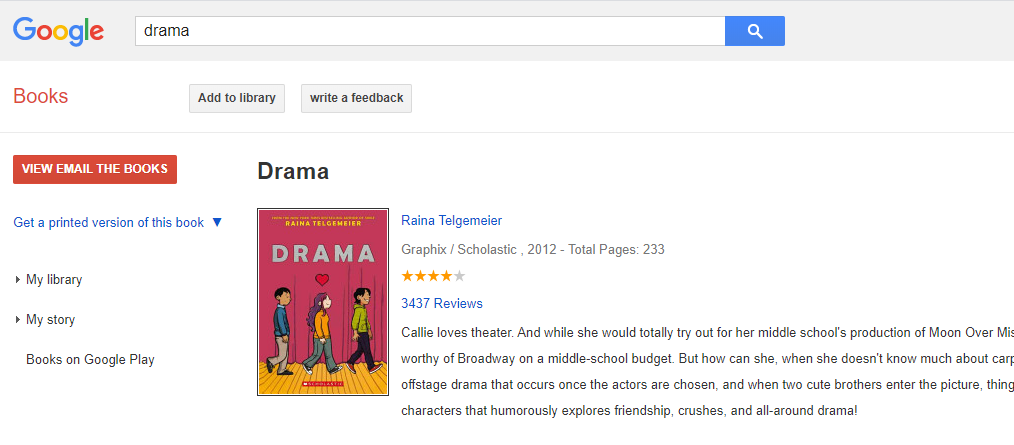 Google
drama
Books
Add to library
write a feedback
VIEW EMAIL THE BOOKS
Drama
Get a printed version of this book ▼
RAINA TELGEMEIER
DRAMA
SCHOLASTIC
Raina Telgemeier
Graphix / Scholastic , 2012 - Total Pages: 233
3437 Reviews
My library
My story
Books on Google Play
Callie loves theater. And while she would totally try out for her middle school's production of Moon Over Mis
worthy of Broadway on a middle-school budget. But how can she, when she doesn't know much about carp
offstage drama that occurs once the actors are chosen, and when two cute brothers enter the picture, thing
characters that humorously explores friendship, crushes, and all-around drama!